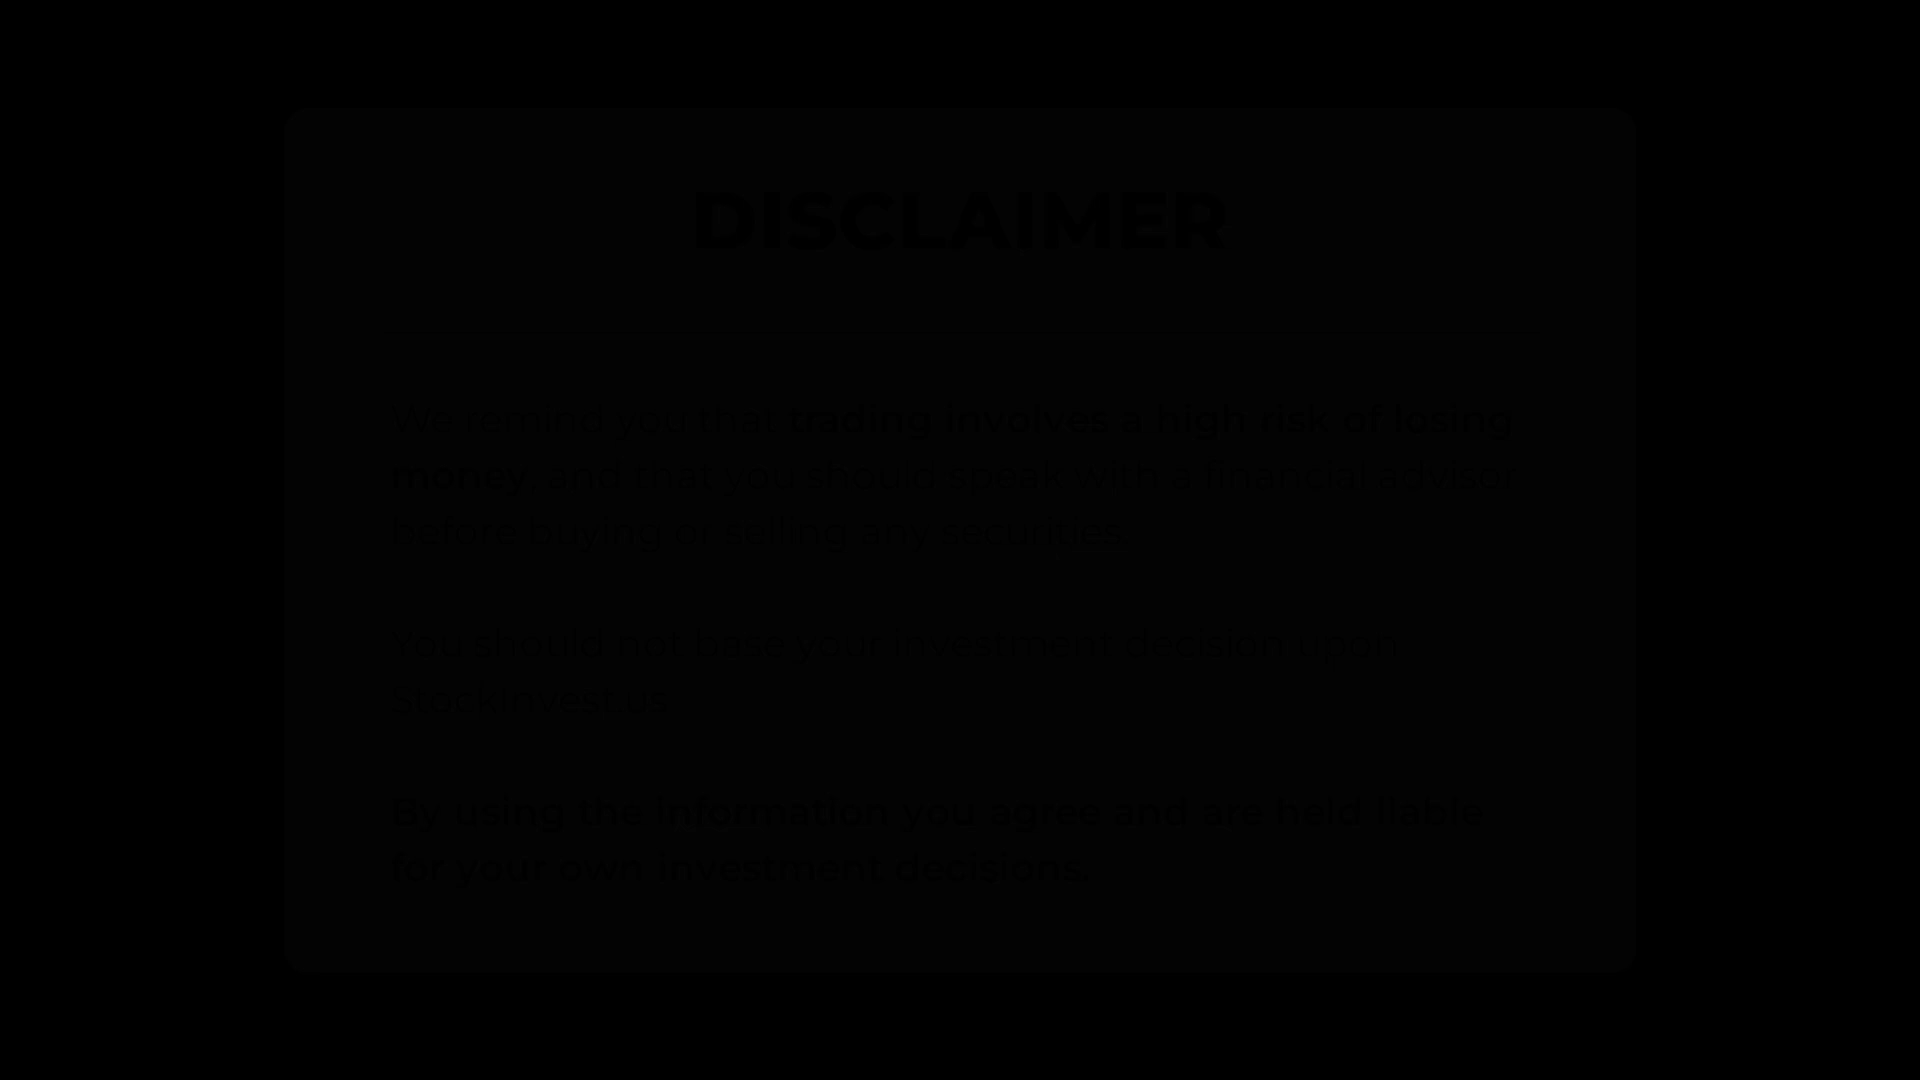 DISCLAIMER
We remind you that trading involves a high risk of losing
money, and that you should speak with a financial advisor
before buying or selling any securities.
You should not base your investment decision upon
StockInvest.us
By using the information you agree and are held liable
for your own investment decisions.